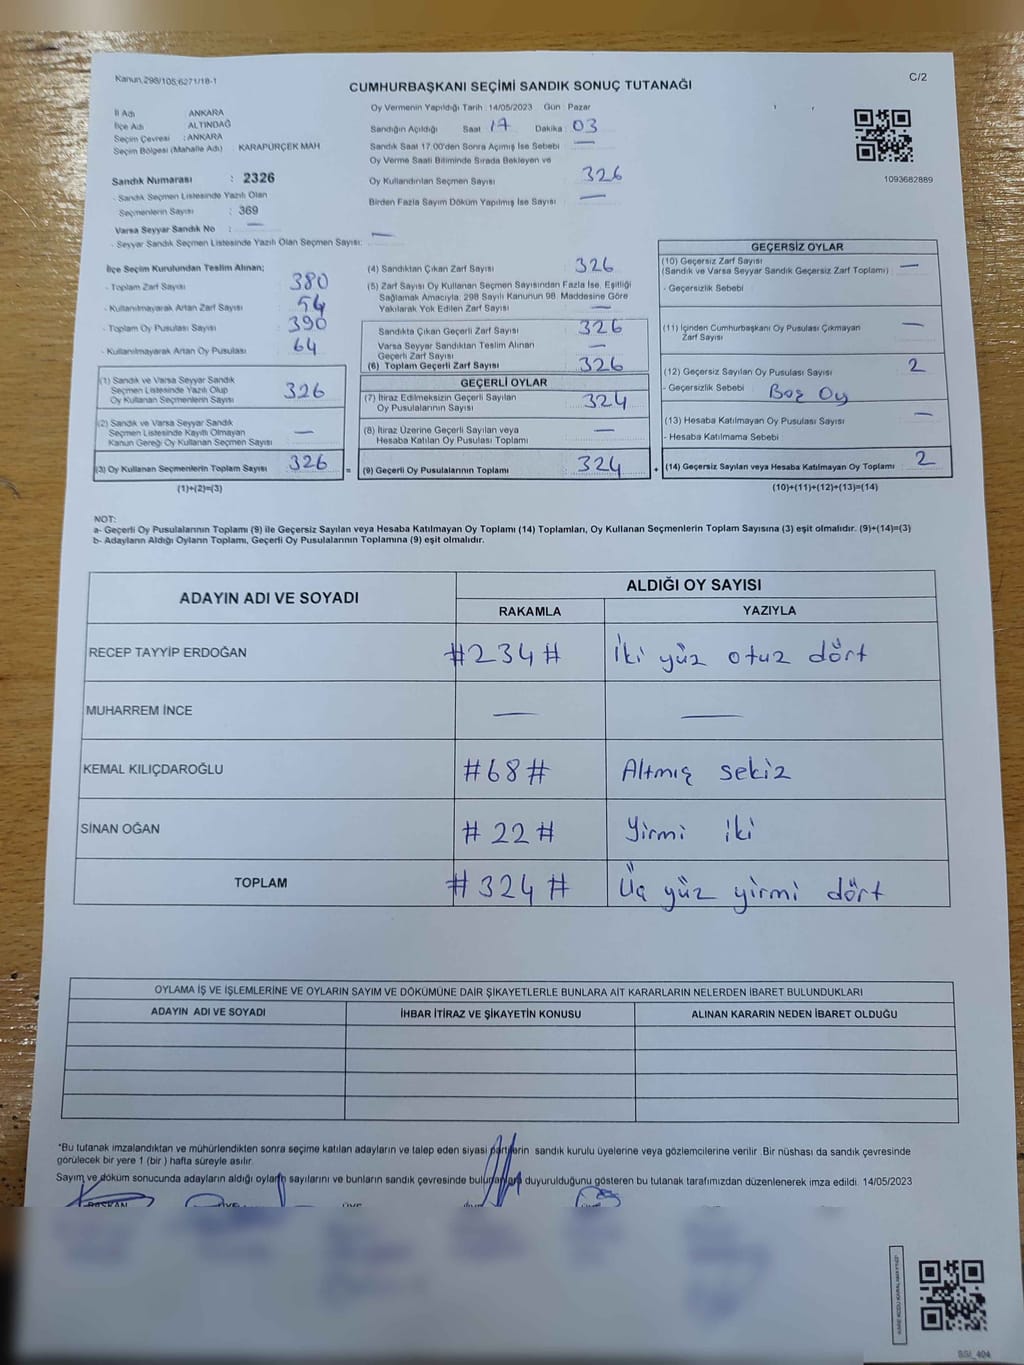 Kanun,298/105;6271/18-1
C/2
CUMHURBAŞKANI SEÇİMİ SANDIK SONUÇ TUTANAĞI
İl Adı ANKARA
İlçe Adı ALTINDAĞ
Seçim Çevresi : ANKARA
Seçim Bölgesi (Mahalle Adı) . KARAPÜRÇEK MAH
Oy Vermenin Yapıldığı Tarih : 14/05/2023 Gün : Pazar
Sandığın Açıldığı Saat 17 Dakika : 03
Sandık Saat 17:00'den Sonra Açımış İse Sebebi —
Oy Verme Saati Bitiminde Sırada Bekleyen ve
Oy Kullandırılan Seçmen Sayısı 326
Birden Fazla Sayım Döküm Yapılmış İse Sayısı —
1093682889
Sandık Numarası : 2326
- Sandık Seçmen Listesinde Yazılı Olan
Seçmenlerin Sayısı : 369
Varsa Seyyar Sandık No : —
- Seyyar Sandık Seçmen Listesinde Yazılı Olan Seçmen Sayısı: —
İlçe Seçim Kurulundan Teslim Alınan;
- Toplam Zarf Sayısı 380
- Kullanılmayarak Artan Zarf Sayısı 54
- Toplam Oy Pusulası Sayısı 390
- Kullanılmayarak Artan Oy Pusulası 64
(1) Sandık ve Varsa Seyyar Sandık
Seçmen Listesinde Yazılı Olup
Oy Kullanan Seçmenlerin Sayısı 326
(2) Sandık ve Varsa Seyyar Sandık
Seçmen Listesinde Kayıtlı Olmayan
Kanun Gereği Oy Kullanan Seçmen Sayısı —
(3) Oy Kullanan Seçmenlerin Toplam Sayısı 326
(1)+(2)=(3)
(4) Sandıktan Çıkan Zarf Sayısı 326
(5) Zarf Sayısı Oy Kullanan Seçmen Sayısından Fazla İse, Eşitliği
Sağlamak Amacıyla; 298 Sayılı Kanunun 98. Maddesine Göre
Yakılarak Yok Edilen Zarf Sayısı —
Sandıkta Çıkan Geçerli Zarf Sayısı 326
Varsa Seyyar Sandıktan Teslim Alınan
Geçerli Zarf Sayısı —
(6) Toplam Geçerli Zarf Sayısı 326
GEÇERLİ OYLAR
(7) İtiraz Edilmeksizin Geçerli Sayılan
Oy Pusulalarının Sayısı 324
(8) İtiraz Üzerine Geçerli Sayılan veya
Hesaba Katılan Oy Pusulası Toplamı —
= (9) Geçerli Oy Pusulalarının Toplamı 324
GEÇERSİZ OYLAR
(10) Geçersiz Zarf Sayısı
(Sandık ve Varsa Seyyar Sandık Geçersiz Zarf Toplamı) —
- Geçersizlik Sebebi
(11) İçinden Cumhurbaşkanı Oy Pusulası Çıkmayan
Zarf Sayısı —
(12) Geçersiz Sayılan Oy Pusulası Sayısı 2
- Geçersizlik Sebebi : Boş Oy
(13) Hesaba Katılmayan Oy Pusulası Sayısı —
- Hesaba Katılmama Sebebi
+ (14) Geçersiz Sayılan veya Hesaba Katılmayan Oy Toplamı 2
(10)+(11)+(12)+(13)=(14)
NOT:
a- Geçerli Oy Pusulalarının Toplamı (9) ile Geçersiz Sayılan veya Hesaba Katılmayan Oy Toplamı (14) Toplamları, Oy Kullanan Seçmenlerin Toplam Sayısına (3) eşit olmalıdır. (9)+(14)=(3)
b- Adayların Aldığı Oyların Toplamı, Geçerli Oy Pusulalarının Toplamına (9) eşit olmalıdır.
ADAYIN ADI VE SOYADI ALDIĞI OY SAYISI
RAKAMLA YAZIYLA
RECEP TAYYİP ERDOĞAN #234# İki yüz otuz dört
MUHARREM İNCE — —
KEMAL KILIÇDAROĞLU #68# Altmış sekiz
SİNAN OĞAN #22# Yirmi iki
TOPLAM #324# Üç yüz yirmi dört
OYLAMA İŞ VE İŞLEMLERİNE VE OYLARIN SAYIM VE DÖKÜMÜNE DAİR ŞİKAYETLERLE BUNLARA AİT KARARLARIN NELERDEN İBARET BULUNDUKLARI
ADAYIN ADI VE SOYADI İHBAR İTİRAZ VE ŞİKAYETİN KONUSU ALINAN KARARIN NEDEN İBARET OLDUĞU
*Bu tutanak imzalandıktan ve mühürlendikten sonra seçime katılan adayların ve talep eden siyasi partilerin sandık kurulu üyelerine veya gözlemcilerine verilir .Bir nüshası da sandık çevresinde
görülecek bir yere 1 (bir ) hafta süreyle asılır.
Sayım ve döküm sonucunda adayların aldığı oyların sayılarını ve bunların sandık çevresinde bulunanlara duyurulduğunu gösteren bu tutanak tarafımızdan düzenlenerek imza edildi. 14/05/2023
BAŞKAN ÜYE ÜYE